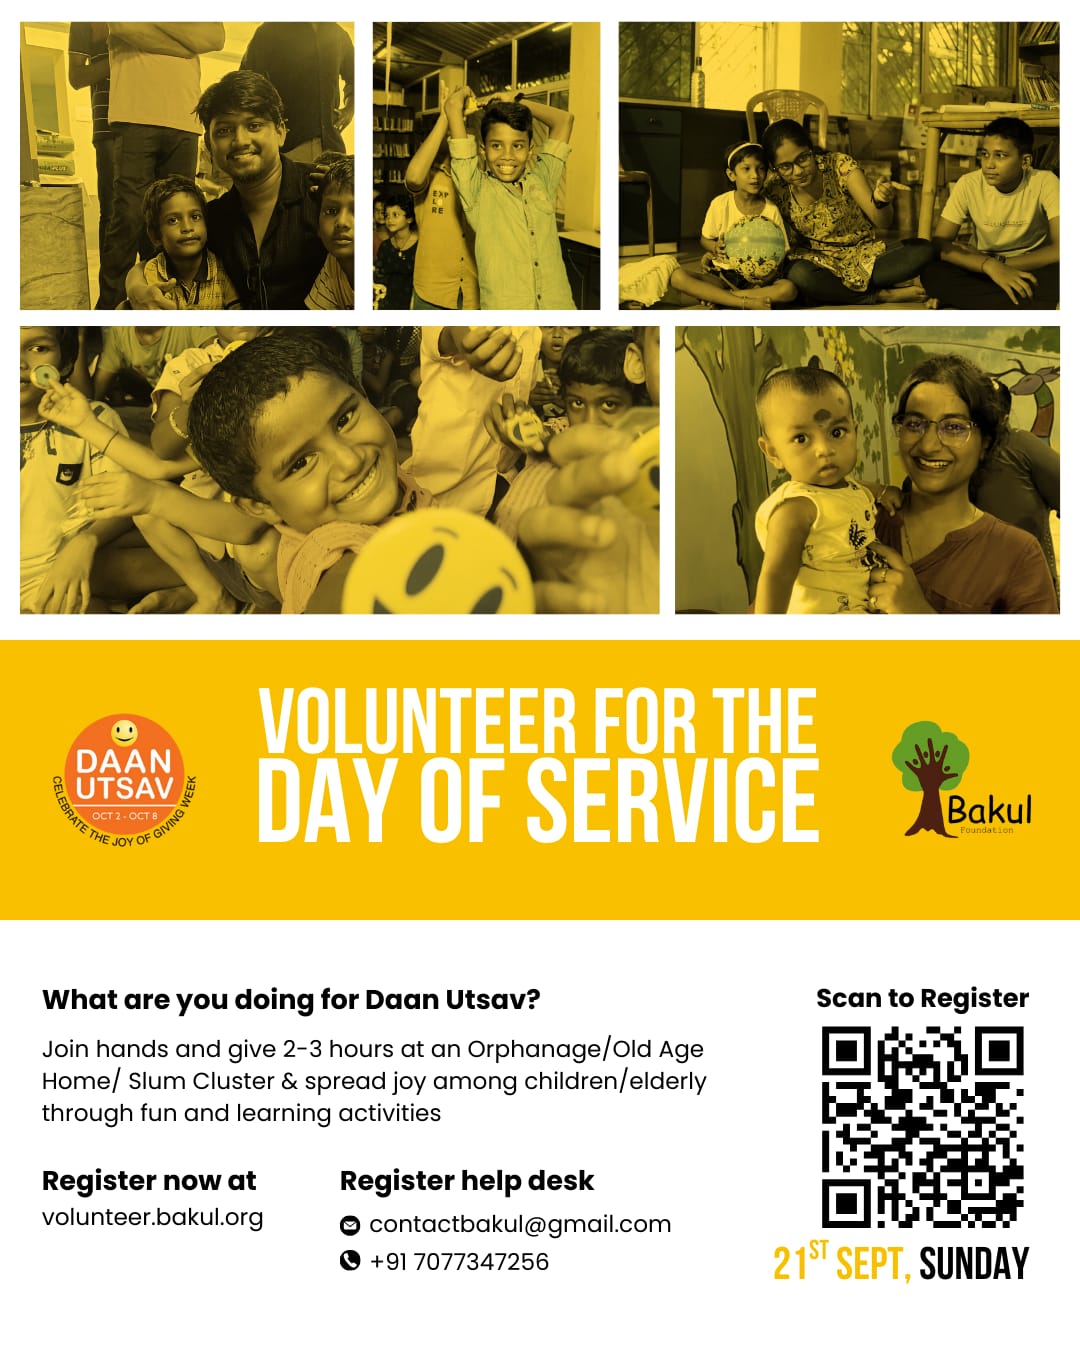 EXP
L RE
VOLUNTEER FOR THE
DAY OF SERVICE
DAAN
UTSAV
OCT 2 - OCT 8
CELEBRATE THE JOY OF GIVING WEEK
Bakul
Foundation
What are you doing for Daan Utsav?
Join hands and give 2-3 hours at an Orphanage/Old Age
Home/ Slum Cluster & spread joy among children/elderly
through fun and learning activities
Register now at
volunteer.bakul.org
Register help desk
contactbakul@gmail.com
+91 7077347256
Scan to Register
21ST SEPT, SUNDAY